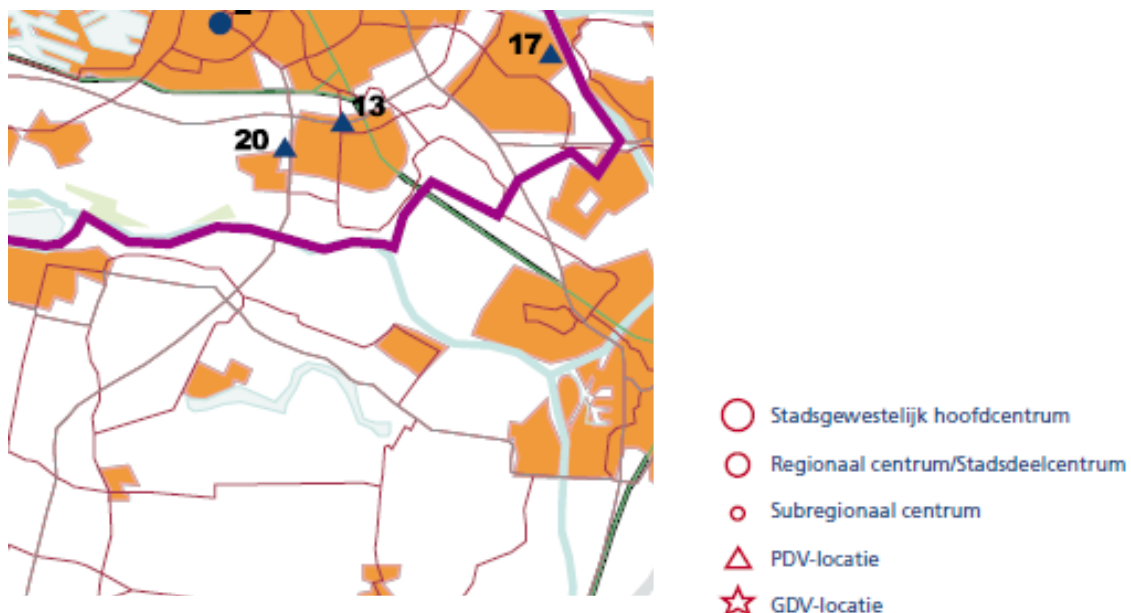 17
13
20
Stadsgewestelijk hoofdcentrum
Regionaal centrum/Stadsdeelcentrum
Subregionaal centrum
PDV-locatie
GDV-locatie